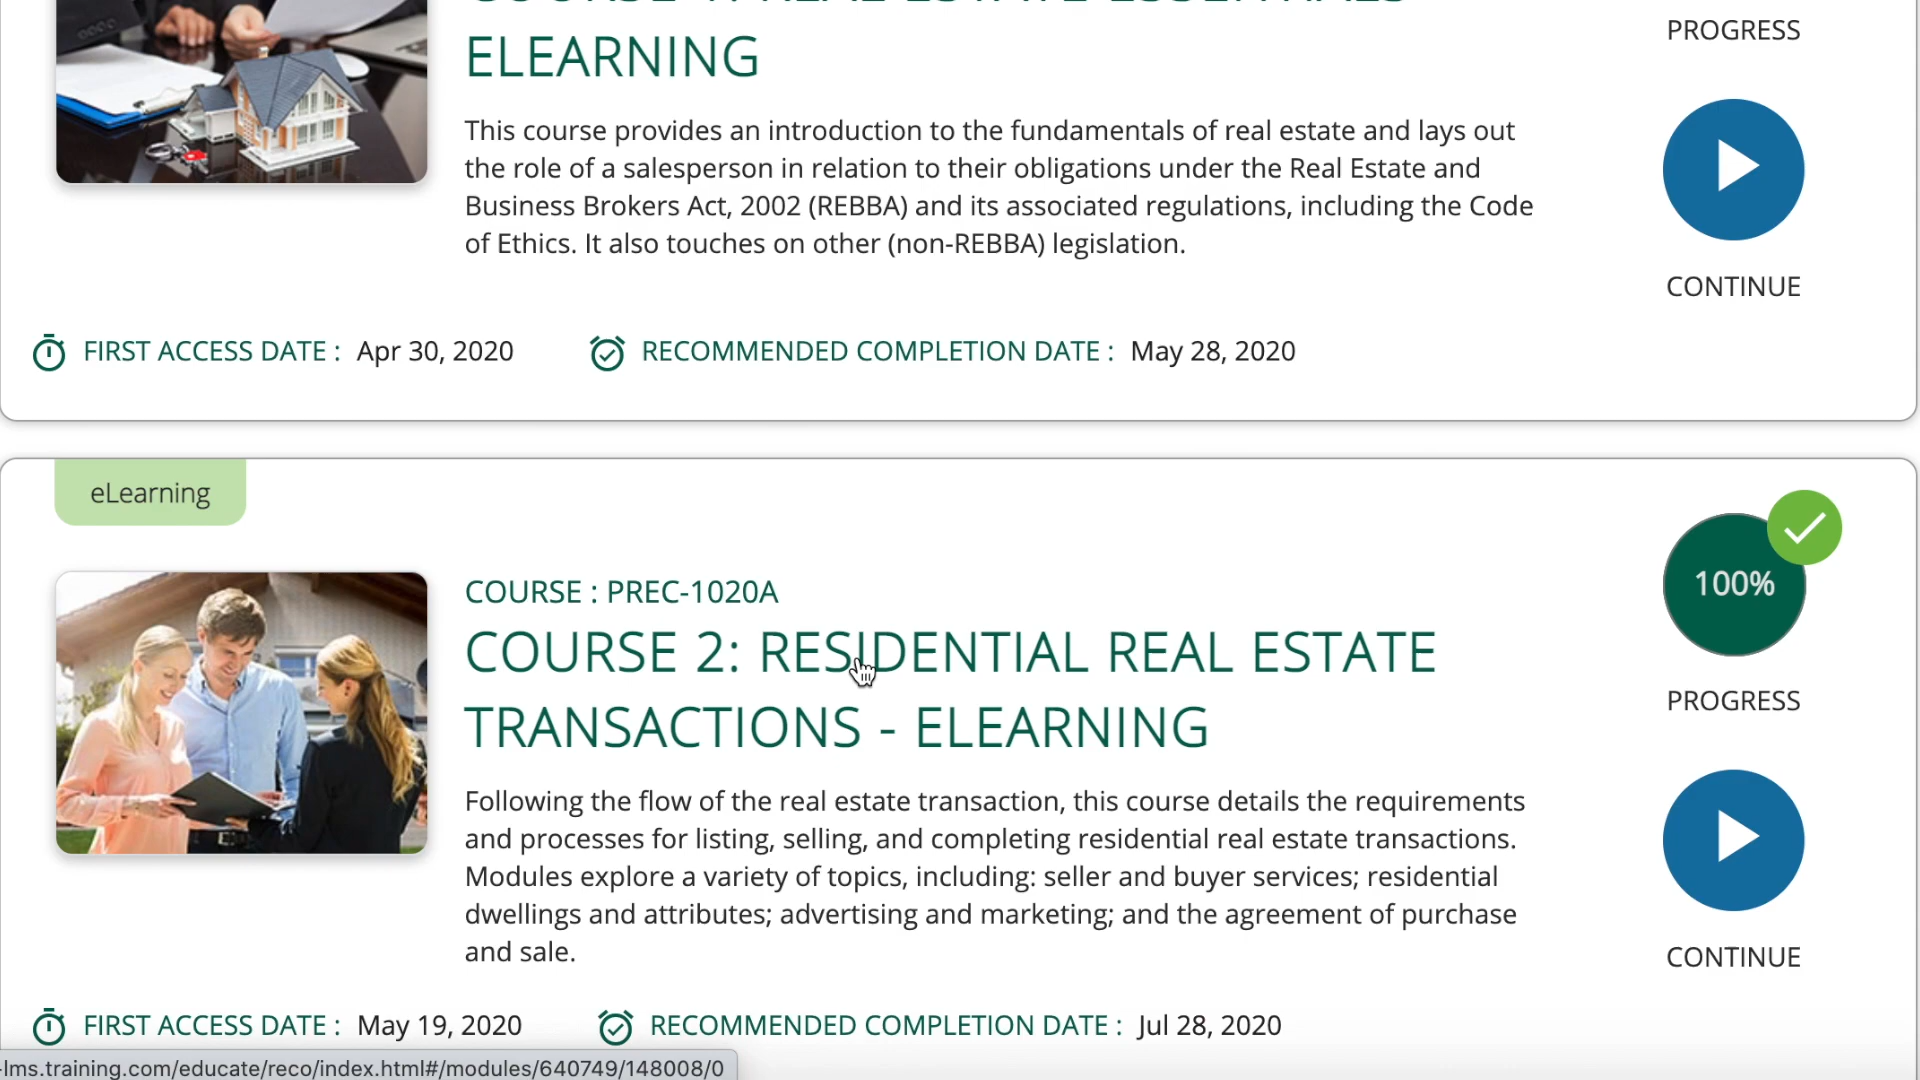 COURSE 1: REAL ESTATE ESSENTIALS
ELEARNING
This course provides an introduction to the fundamentals of real estate and lays out
the role of a salesperson in relation to their obligations under the Real Estate and
Business Brokers Act, 2002 (REBBA) and its associated regulations, including the Code
of Ethics. It also touches on other (non-REBBA) legislation.
PROGRESS
CONTINUE
FIRST ACCESS DATE : Apr 30, 2020
RECOMMENDED COMPLETION DATE : May 28, 2020
eLearning
COURSE : PREC-1020A
COURSE 2: RESIDENTIAL REAL ESTATE
TRANSACTIONS - ELEARNING
Following the flow of the real estate transaction, this course details the requirements
and processes for listing, selling, and completing residential real estate transactions.
Modules explore a variety of topics, including: seller and buyer services; residential
dwellings and attributes; advertising and marketing; and the agreement of purchase
and sale.
100%
PROGRESS
CONTINUE
FIRST ACCESS DATE : May 19, 2020
RECOMMENDED COMPLETION DATE : Jul 28, 2020
-lms.training.com/educate/reco/index.html#/modules/640749/148008/0